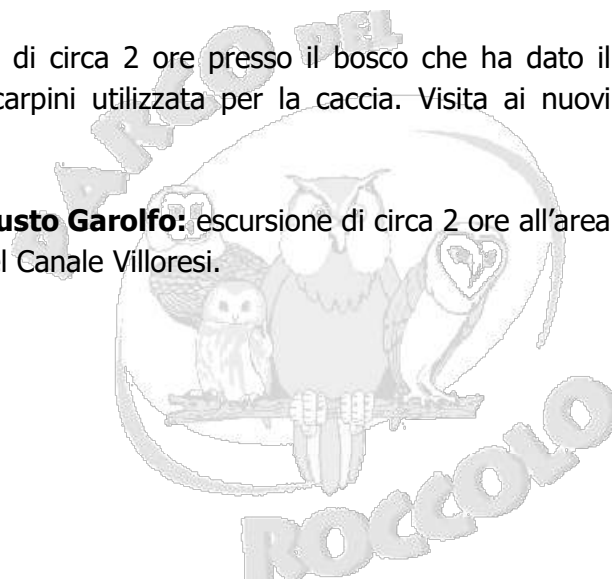 di circa 2 ore presso il bosco che ha dato il
carpini utilizzata per la caccia. Visita ai nuovi
usto Garolfo: escursione di circa 2 ore all'area
el Canale Villoresi.
PARCO DEL
ROCCOLO